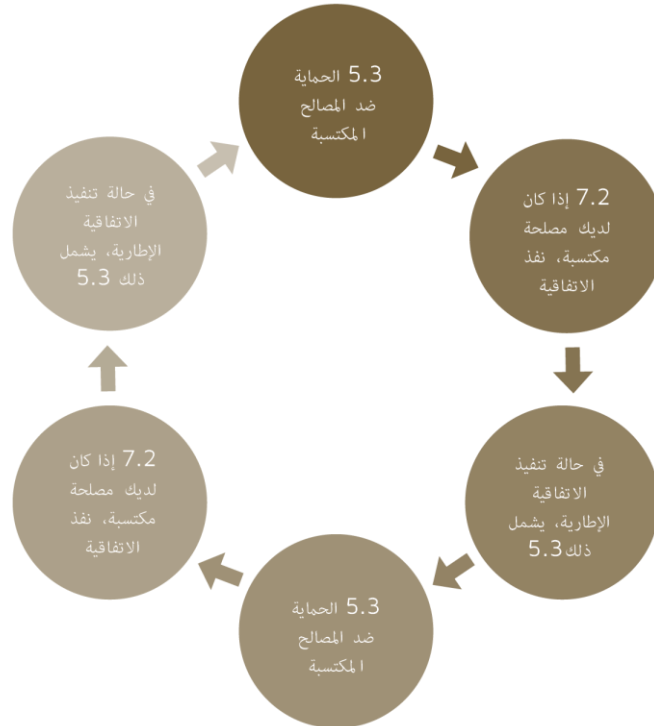 5.3 الحماية
ضد المصالح
المكتسبة
7.2 إذا كان
لديك مصلحة
مكتسبة، نفذ
الاتفاقية
في حالة تنفيذ
الاتفاقية
الإطارية، يشمل
ذلك 5.3
5.3 الحماية
ضد المصالح
المكتسبة
7.2 إذا كان
لديك مصلحة
مكتسبة، نفذ
الاتفاقية
في حالة تنفيذ
الاتفاقية
الإطارية، يشمل
ذلك 5.3